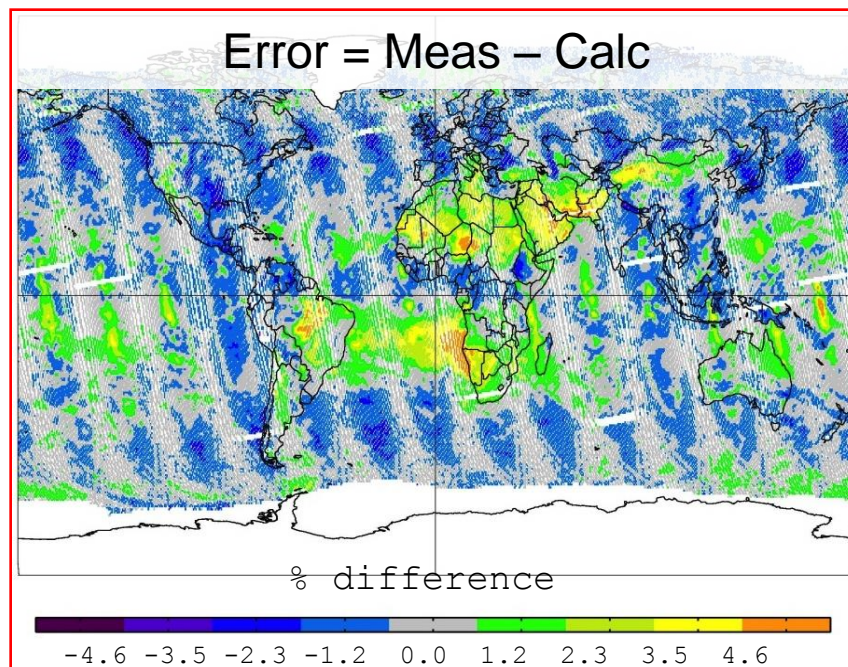 Error = Meas – Calc
% difference
-4.6 -3.5 -2.3 -1.2 0.0 1.2 2.3 3.5 4.6